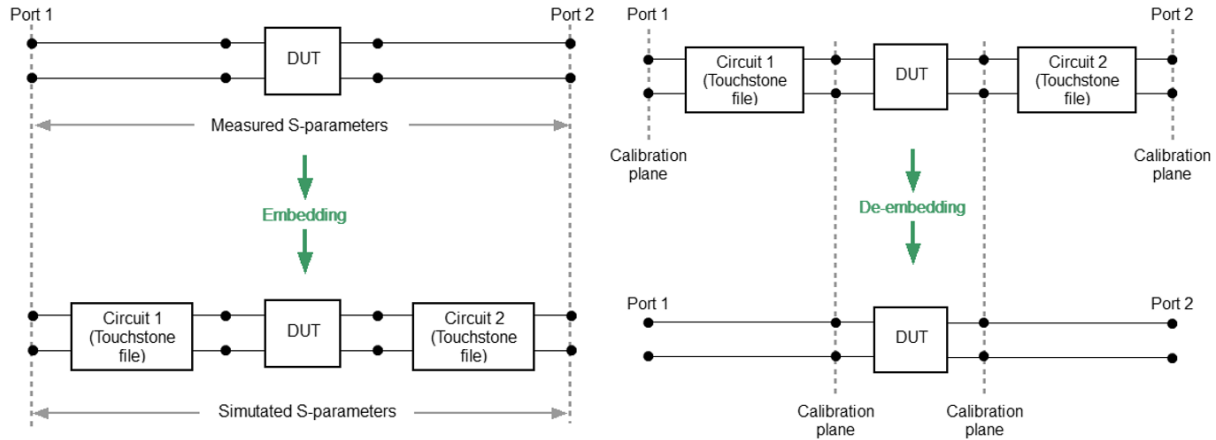 Port 1
Port 2
DUT
Measured S-parameters
Embedding
Circuit 1
(Touchstone
file)
DUT
Circuit 2
(Touchstone
file)
Simutated S-parameters
Port 1
Port 2
Circuit 1
(Touchstone
file)
DUT
Circuit 2
(Touchstone
file)
Calibration
plane
Calibration
plane
De-embedding
Port 1
Port 2
DUT
Calibration
plane
Calibration
plane